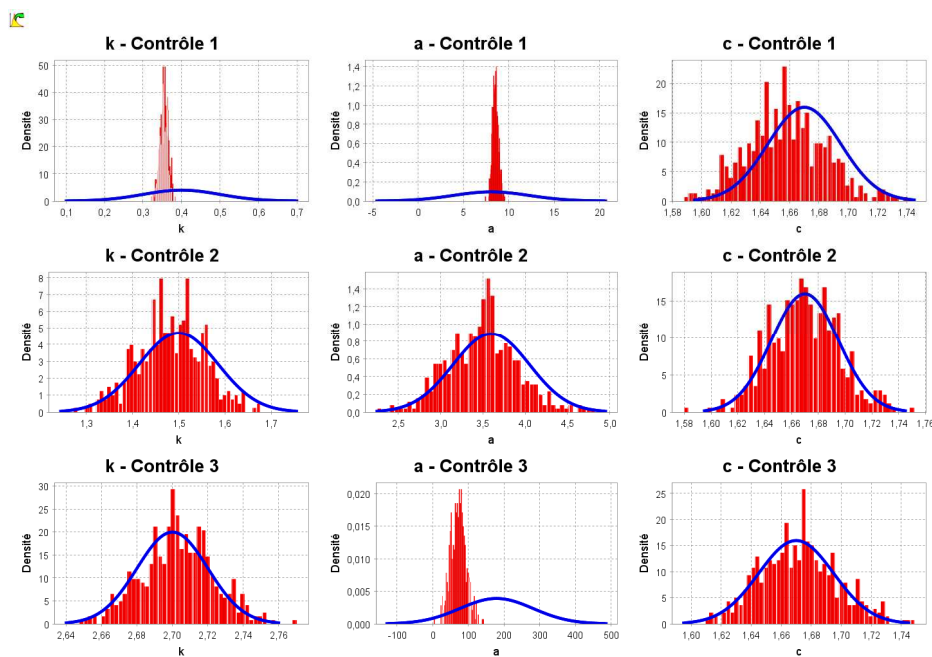 k - Contrôle 1
a - Contrôle 1
c - Contrôle 1
Densité
50
40
30
20
10
0
0,1 0,2 0,3 0,4 0,5 0,6 0,7
k
Densité
1,4
1,2
1,0
0,8
0,6
0,4
0,2
0,0
-5 0 5 10 15 20
a
Densité
20
15
10
5
0
1,58 1,60 1,62 1,64 1,66 1,68 1,70 1,72 1,74
c
k - Contrôle 2
a - Contrôle 2
c - Contrôle 2
Densité
8
7
6
5
4
3
2
1
0
1,3 1,4 1,5 1,6 1,7
k
Densité
1,4
1,2
1,0
0,8
0,6
0,4
0,2
0,0
2,5 3,0 3,5 4,0 4,5 5,0
a
Densité
15
10
5
0
1,58 1,60 1,62 1,64 1,66 1,68 1,70 1,72 1,74 1,76
c
k - Contrôle 3
a - Contrôle 3
c - Contrôle 3
Densité
30
25
20
15
10
5
0
2,64 2,66 2,68 2,70 2,72 2,74 2,76
k
Densité
0,020
0,015
0,010
0,005
0,000
-100 0 100 200 300 400 500
a
Densité
25
20
15
10
5
0
1,60 1,62 1,64 1,66 1,68 1,70 1,72 1,74
c